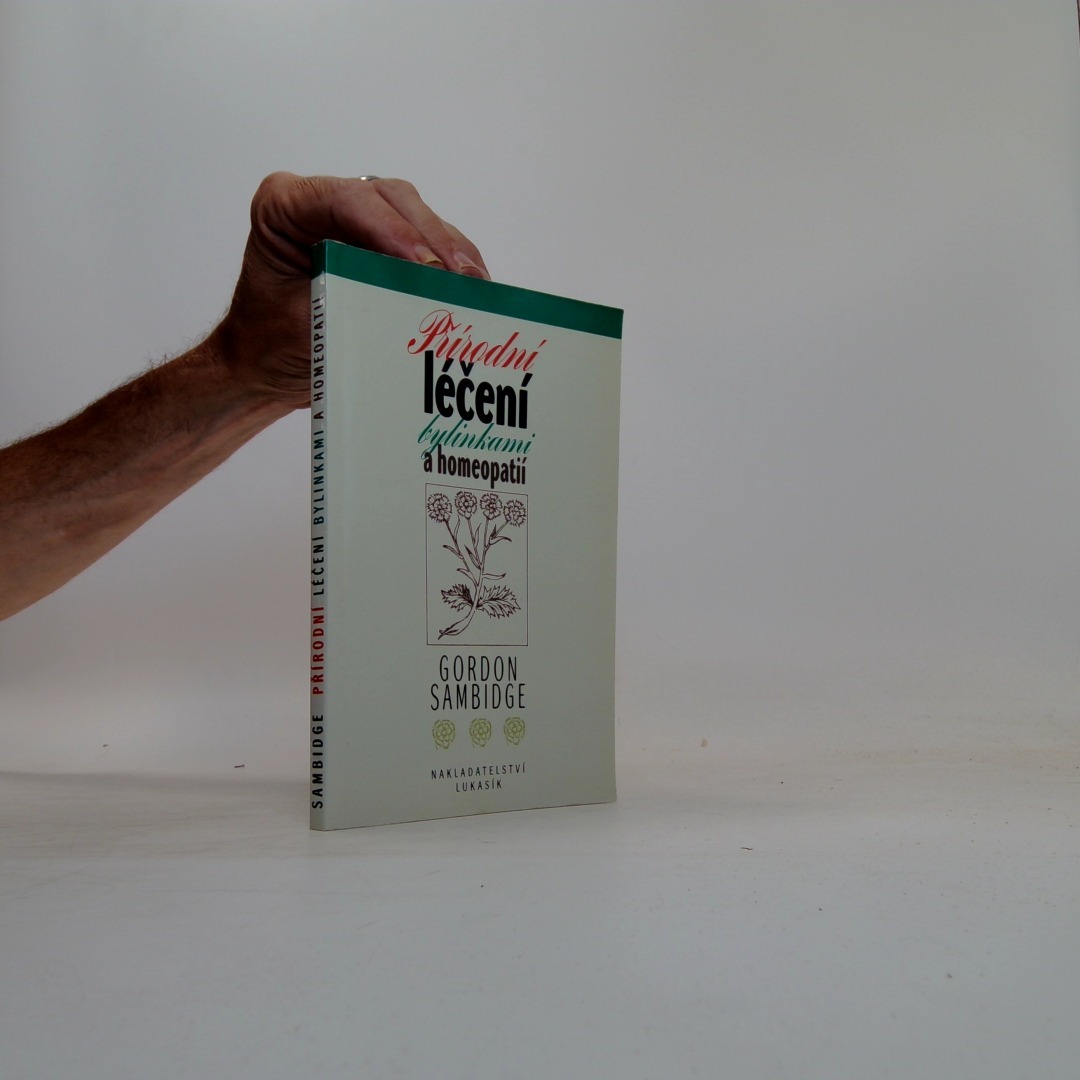 SAMBIDGE PŘÍRODNÍ LÉČENÍ BYLINKAMI A HOMEOPATIÍ
Přírodní
léčení
bylinkami
a homeopatií
GORDON
SAMBIDGE
NAKLADATELSTVÍ
LUKASÍK